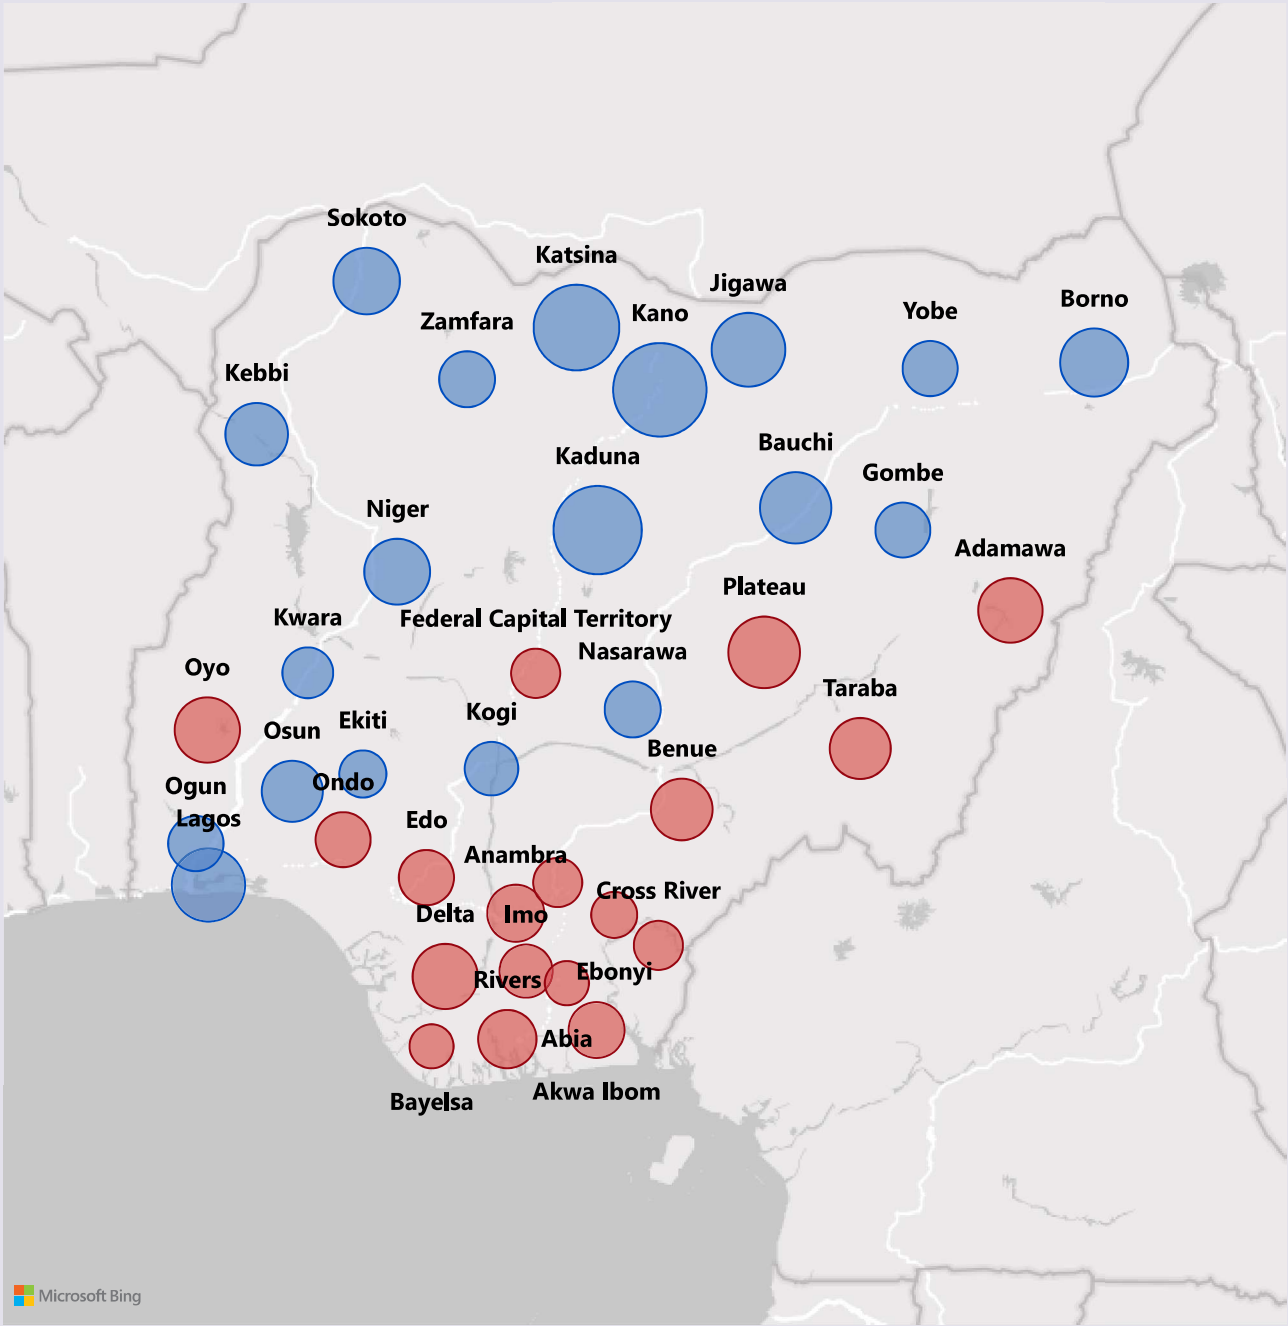 Sokoto
Katsina
Jigawa
Borno
Yobe
Kano
Zamfara
Kebbi
Bauchi
Kaduna
Gombe
Niger
Adamawa
Plateau
Kwara
Federal Capital Territory
Nasarawa
Oyo
Taraba
Kogi
Ekiti
Osun
Benue
Ondo
Ogun
Lagos
Edo
Anambra
Cross River
Delta
Imo
Ebonyi
Rivers
Abia
Akwa Ibom
Bayelsa
Microsoft Bing